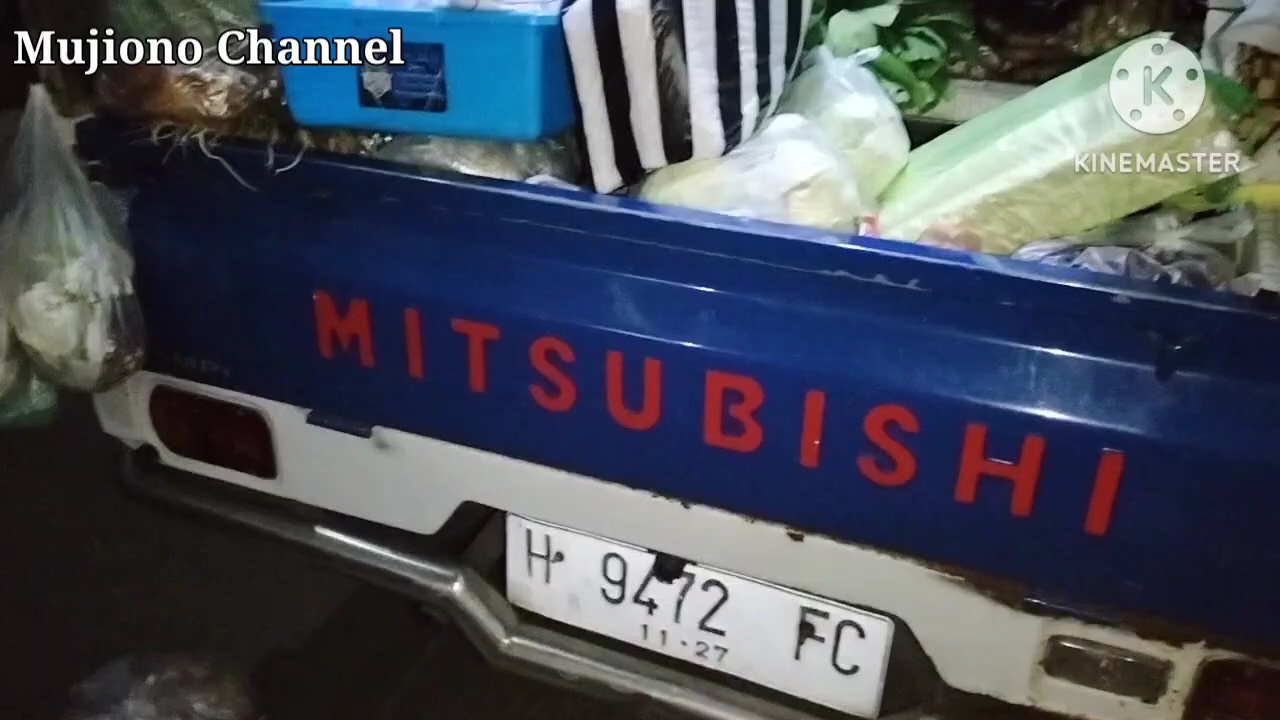 Mujiono Channel
K
KINEMASTER
MITSUBISHI
H 9472 FC
11-27